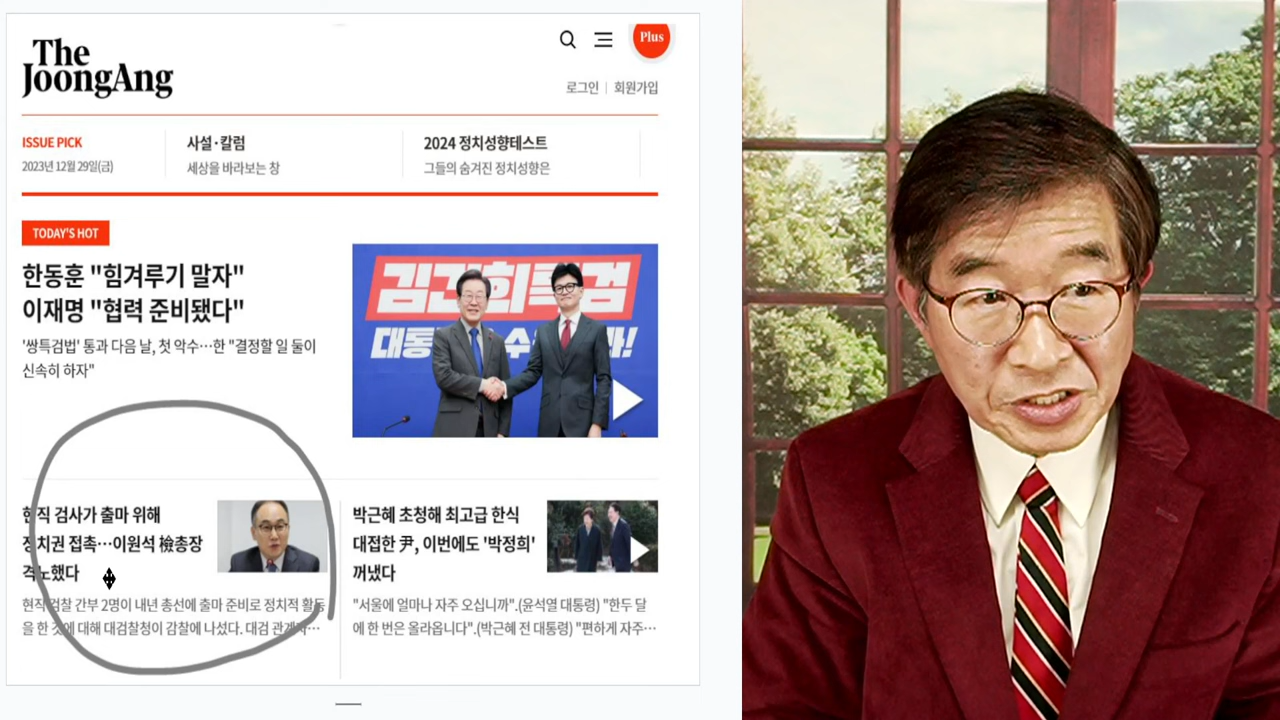 The
JoongAng
Plus
로그인 | 회원가입
ISSUE PICK
2023년 12월 29일(금)
사설·칼럼
세상을 바라보는 창
2024 정치성향테스트
그들의 숨겨진 정치성향은
TODAY'S HOT
한동훈 "힘겨루기 말자"
이재명 "협력 준비됐다"
'쌍특검법' 통과 다음 날, 첫 악수…한 "결정할 일 둘이
신속히 하자"
김건희특검
대통 수 라!
현직 검사가 출마 위해
정치권 접촉…이원석 檢총장
격노했다
현직 검찰 간부 2명이 내년 총선에 출마 준비로 정치적 활동
을 한 것에 대해 대검찰청이 감찰에 나섰다. 대검 관계자…
박근혜 초청해 최고급 한식
대접한 尹, 이번에도 '박정희'
꺼냈다
"서울에 얼마나 자주 오십니까".(윤석열 대통령) "한두 달
에 한 번은 올라옵니다".(박근혜 전 대통령) "편하게 자주…